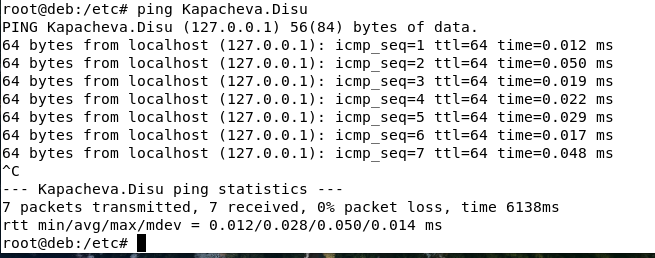 root@deb:/etc# ping Kapacheva.Disu
PING Kapacheva.Disu (127.0.0.1) 56(84) bytes of data.
64 bytes from localhost (127.0.0.1): icmp_seq=1 ttl=64 time=0.012 ms
64 bytes from localhost (127.0.0.1): icmp_seq=2 ttl=64 time=0.050 ms
64 bytes from localhost (127.0.0.1): icmp_seq=3 ttl=64 time=0.019 ms
64 bytes from localhost (127.0.0.1): icmp_seq=4 ttl=64 time=0.022 ms
64 bytes from localhost (127.0.0.1): icmp_seq=5 ttl=64 time=0.029 ms
64 bytes from localhost (127.0.0.1): icmp_seq=6 ttl=64 time=0.017 ms
64 bytes from localhost (127.0.0.1): icmp_seq=7 ttl=64 time=0.048 ms
^C
--- Kapacheva.Disu ping statistics ---
7 packets transmitted, 7 received, 0% packet loss, time 6138ms
rtt min/avg/max/mdev = 0.012/0.028/0.050/0.014 ms
root@deb:/etc#